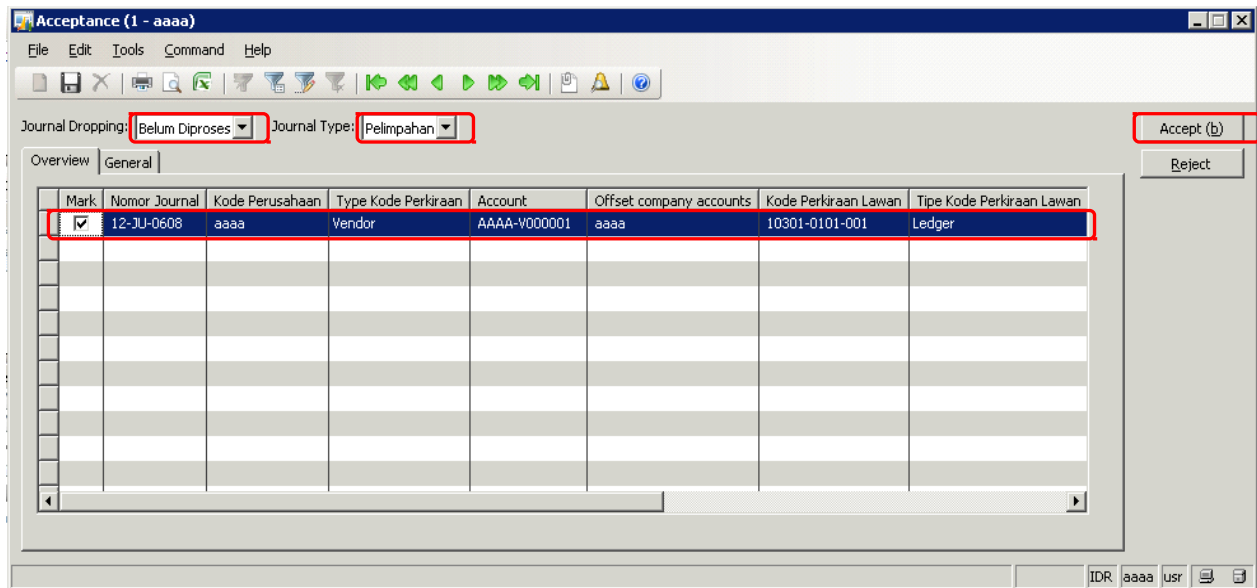 Acceptance (1 - aaaa)
File Edit Tools Command Help
Journal Dropping: Belum Diproses Journal Type: Pelimpahan Accept (b)
Overview General Reject
Mark Nomor Journal Kode Perusahaan Type Kode Perkiraan Account Offset company accounts Kode Perkiraan Lawan Tipe Kode Perkiraan Lawan
12-JU-0608 aaaa Vendor AAAA-V000001 aaaa 10301-0101-001 Ledger
IDR aaaa usr